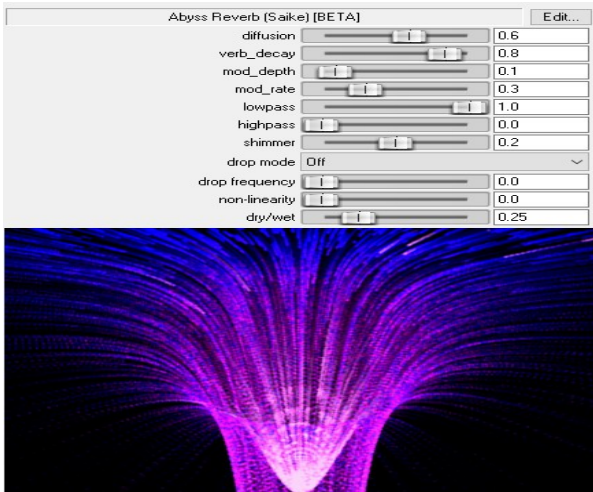 Abyss Reverb (Saike) [BETA] Edit...
diffusion 0.6
verb_decay 0.8
mod_depth 0.1
mod_rate 0.3
lowpass 1.0
highpass 0.0
shimmer 0.2
drop mode Off
drop frequency 0.0
non-linearity 0.0
dry/wet 0.25